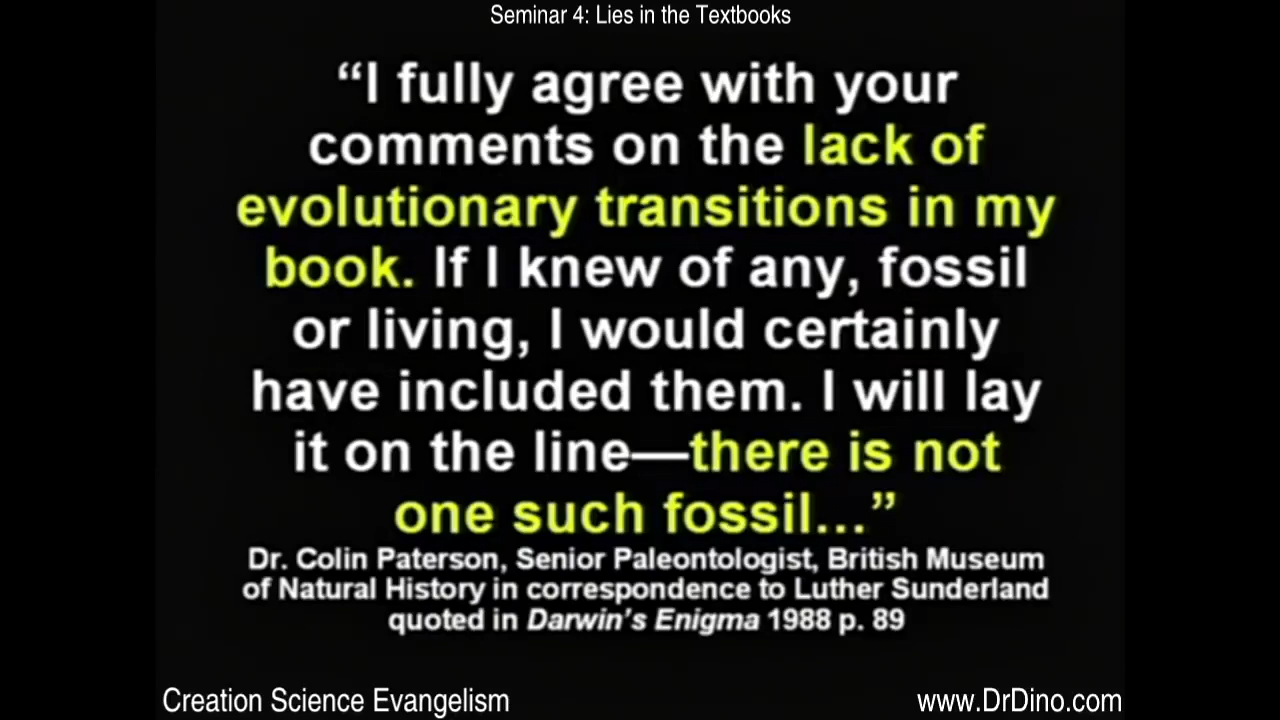 Seminar 4: Lies in the Textbooks
“I fully agree with your
comments on the lack of
evolutionary transitions in my
book. If I knew of any, fossil
or living, I would certainly
have included them. I will lay
it on the line—there is not
one such fossil...”
Dr. Colin Paterson, Senior Paleontologist, British Museum
of Natural History in correspondence to Luther Sunderland
quoted in Darwin’s Enigma 1988 p. 89
Creation Science Evangelism
www.DrDino.com